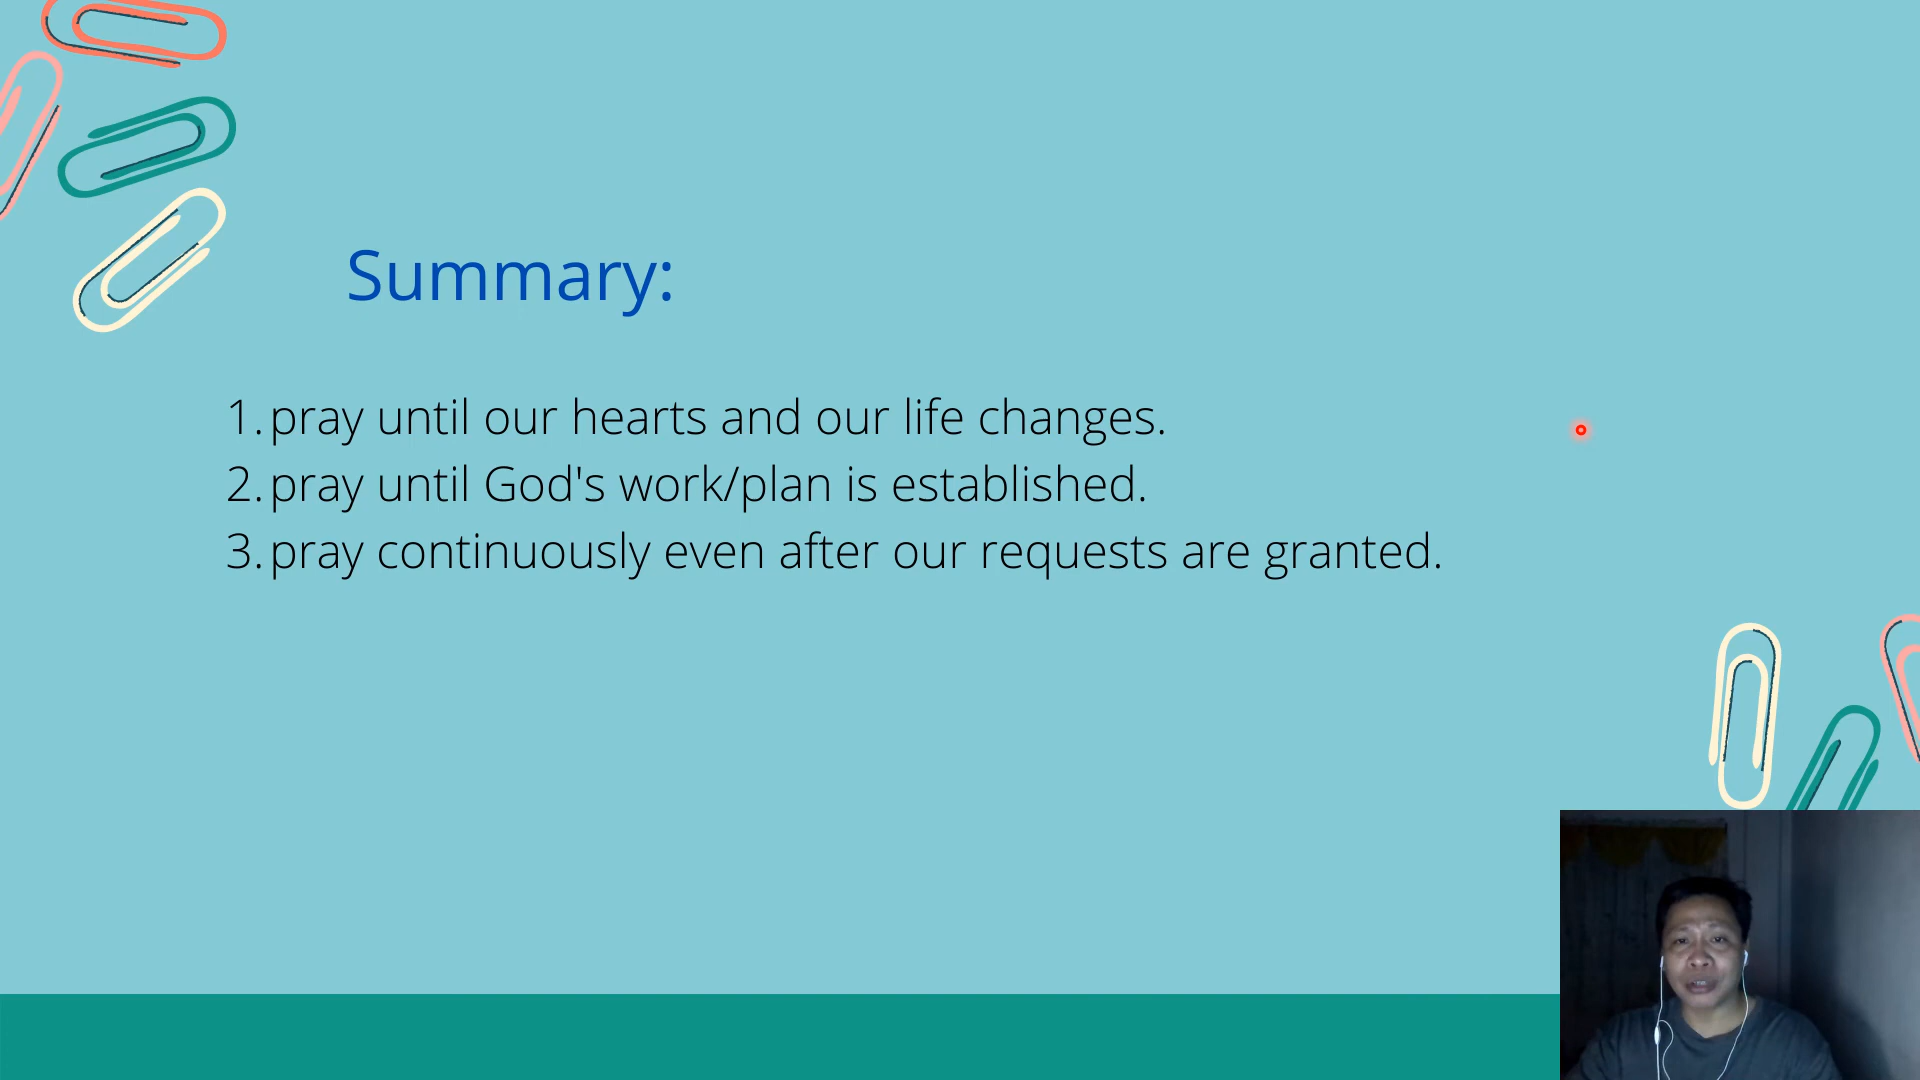 Summary:
1. pray until our hearts and our life changes.
2. pray until God's work/plan is established.
3. pray continuously even after our requests are granted.